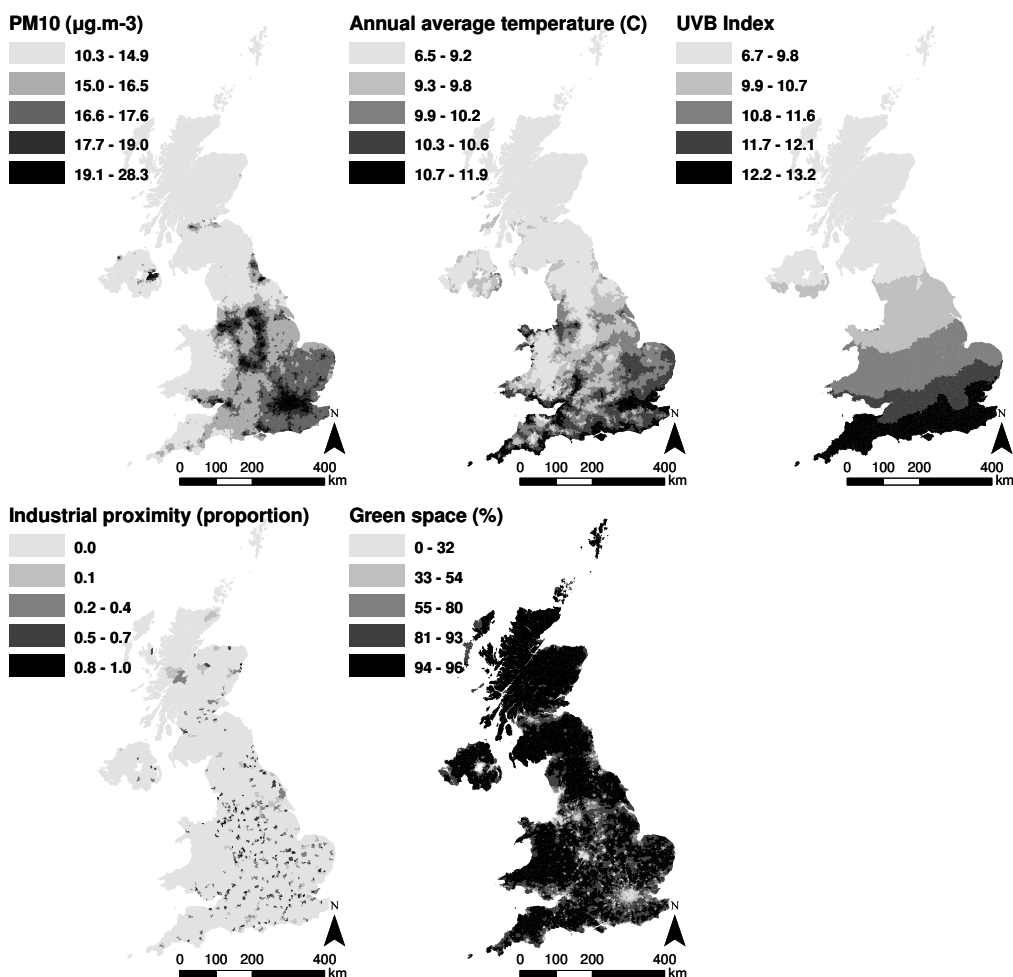 PM10 (µg.m-3)
10.3 - 14.9
15.0 - 16.5
16.6 - 17.6
17.7 - 19.0
19.1 - 28.3
N
0 100 200 400
km
Annual average temperature (C)
6.5 - 9.2
9.3 - 9.8
9.9 - 10.2
10.3 - 10.6
10.7 - 11.9
N
0 100 200 400
km
UVB Index
6.7 - 9.8
9.9 - 10.7
10.8 - 11.6
11.7 - 12.1
12.2 - 13.2
N
0 100 200 400
km
Industrial proximity (proportion)
0.0
0.1
0.2 - 0.4
0.5 - 0.7
0.8 - 1.0
N
0 100 200 400
km
Green space (%)
0 - 32
33 - 54
55 - 80
81 - 93
94 - 96
N
0 100 200 400
km